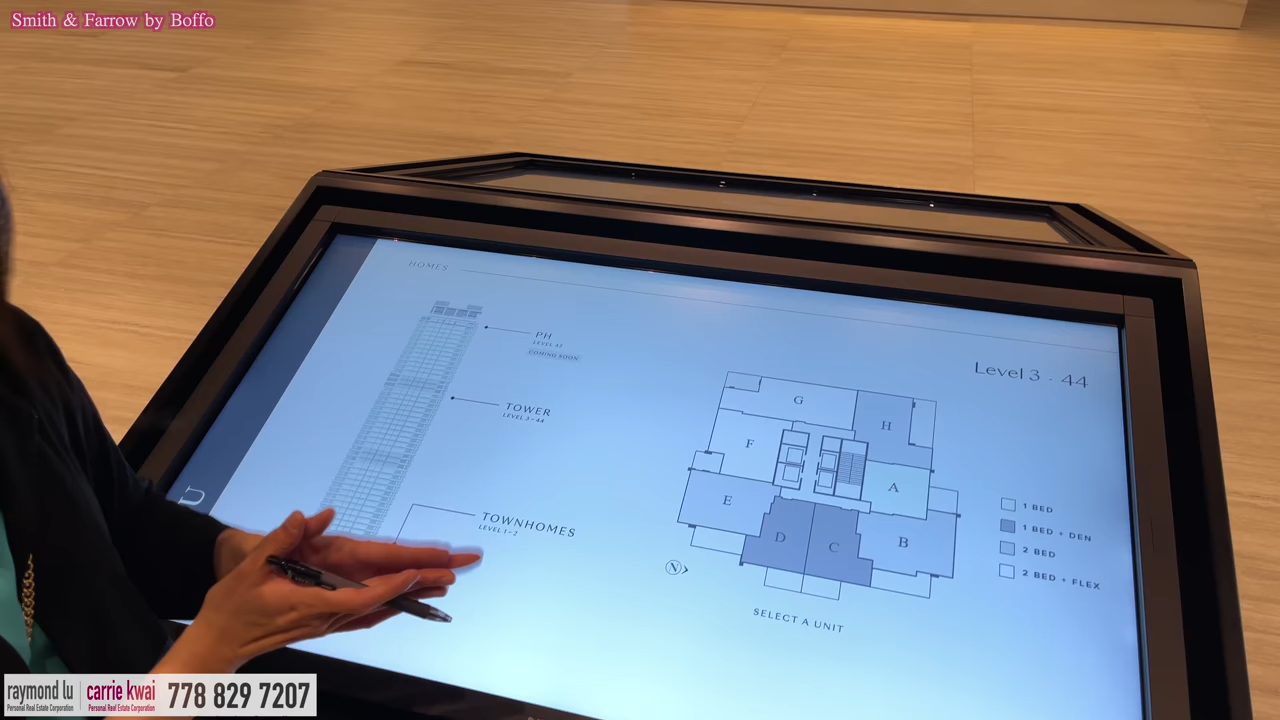 Smith & Farrow by Boffo
HOMES
PH
LEVEL 42
COMING SOON
TOWER
LEVEL 3-44
TOWNHOMES
LEVEL 1-2
U
Level 3 - 44
G
H
F
A
E
D
C
B
N
SELECT A UNIT
1 BED
1 BED + DEN
2 BED
2 BED + FLEX
raymond lu
Personal Real Estate Corporation
carrie kwai
Personal Real Estate Corporation
778 829 7207